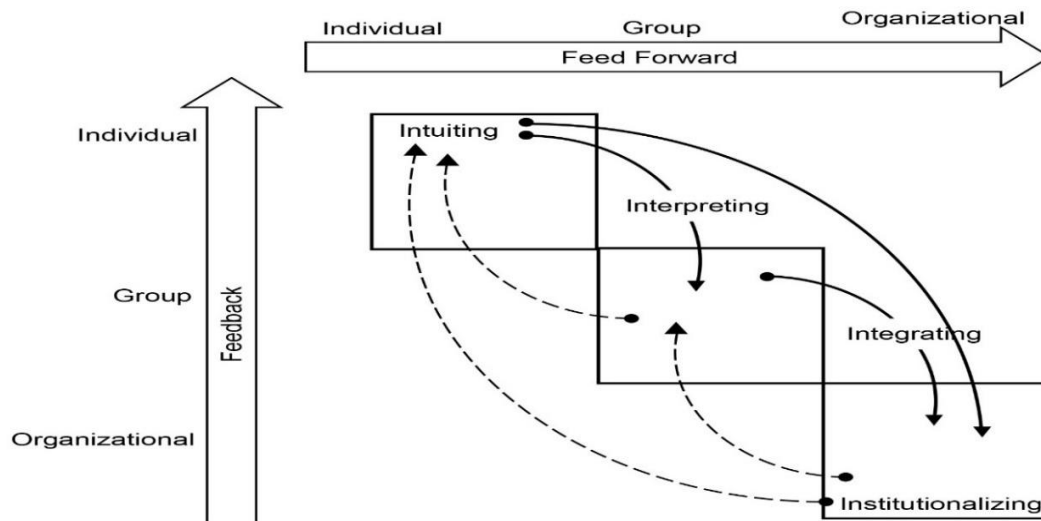 Individual
Group
Organizational
Feed Forward
Individual
Intuiting
Interpreting
Group
Feedback
Integrating
Organizational
Institutionalizing